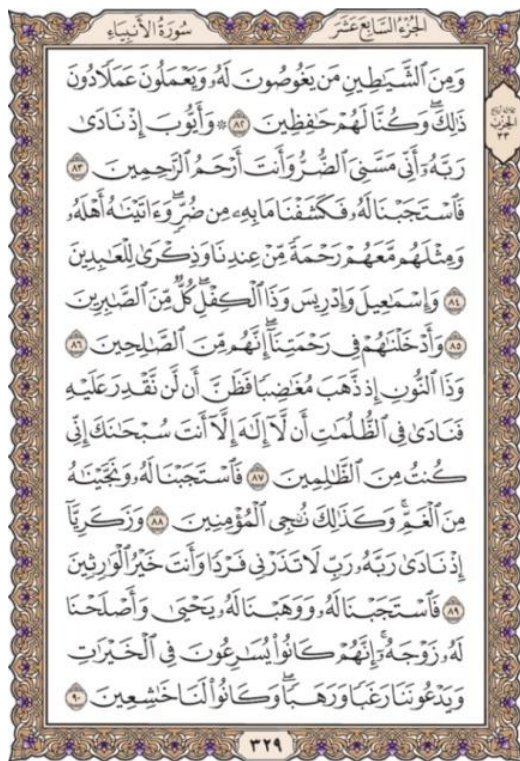 الجزء السابع عشر
سورة الأنبياء
وَمِنَ ٱلشَّيَٰطِينِ مَن يَغُوصُونَ لَهُۥ وَيَعْمَلُونَ عَمَلًا دُونَ
ذَٰلِكَۖ وَكُنَّا لَهُمْ حَٰفِظِينَ ٨٢ ۞ وَأَيُّوبَ إِذْ نَادَىٰ
رَبَّهُۥٓ أَنِّى مَسَّنِىَ ٱلضُّرُّ وَأَنتَ أَرْحَمُ ٱلرَّٰحِمِينَ ٨٣
فَٱسْتَجَبْنَا لَهُۥ فَكَشَفْنَا مَا بِهِۦ مِن ضُرٍّۖ وَءَاتَيْنَٰهُ أَهْلَهُۥ
وَمِثْلَهُم مَّعَهُمْ رَحْمَةً مِّنْ عِندِنَا وَذِكْرَىٰ لِلْعَٰبِدِينَ
٨٤ وَإِسْمَٰعِيلَ وَإِدْرِيسَ وَذَا ٱلْكِفْلِۖ كُلٌّ مِّنَ ٱلصَّٰبِرِينَ
٨٥ وَأَدْخَلْنَٰهُمْ فِى رَحْمَتِنَآۖ إِنَّهُم مِّنَ ٱلصَّٰلِحِينَ ٨٦
وَذَا ٱلنُّونِ إِذ ذَّهَبَ مُغَٰضِبًا فَظَنَّ أَن لَّن نَّقْدِرَ عَلَيْهِ
فَنَادَىٰ فِى ٱلظُّلُمَٰتِ أَن لَّآ إِلَٰهَ إِلَّآ أَنتَ سُبْحَٰنَكَ إِنِّى
كُنتُ مِنَ ٱلظَّٰلِمِينَ ٨٧ فَٱسْتَجَبْنَا لَهُۥ وَنَجَّيْنَٰهُ
مِنَ ٱلْغَمِّۚ وَكَذَٰلِكَ نُۨجِى ٱلْمُؤْمِنِينَ ٨٨ وَزَكَرِيَّآ
إِذْ نَادَىٰ رَبَّهُۥ رَبِّ لَا تَذَرْنِى فَرْدًا وَأَنتَ خَيْرُ ٱلْوَٰرِثِينَ
٨٩ فَٱسْتَجَبْنَا لَهُۥ وَوَهَبْنَا لَهُۥ يَحْيَىٰ وَأَصْلَحْنَا
لَهُۥ زَوْجَهُۥٓۚ إِنَّهُمْ كَانُوا۟ يُسَٰرِعُونَ فِى ٱلْخَيْرَٰتِ
وَيَدْعُونَنَا رَغَبًا وَرَهَبًاۖ وَكَانُوا۟ لَنَا خَٰشِعِينَ ٩٠
الحزب
٣٣
٣٢٩